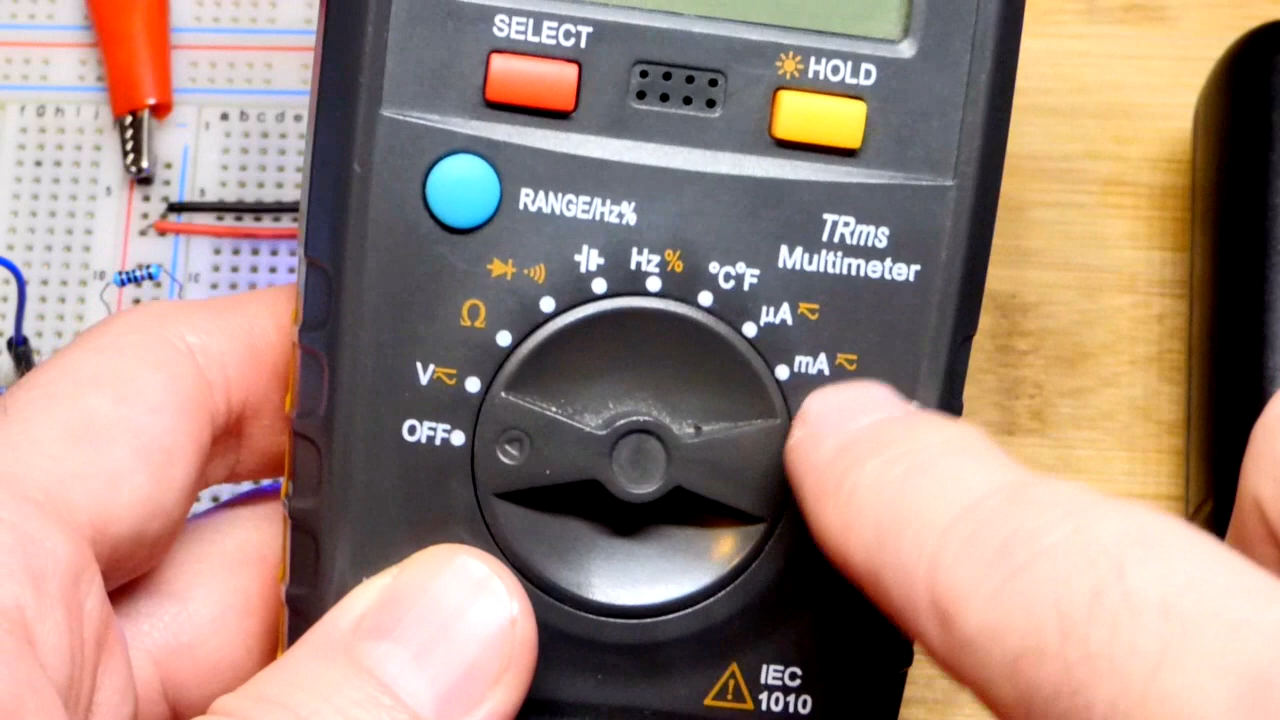 SELECT
HOLD
RANGE/Hz%
TRms
Multimeter
Hz %
°C°F
Ω
µA
mA
V
OFF
IEC
1010
f g h i j
a b c d e